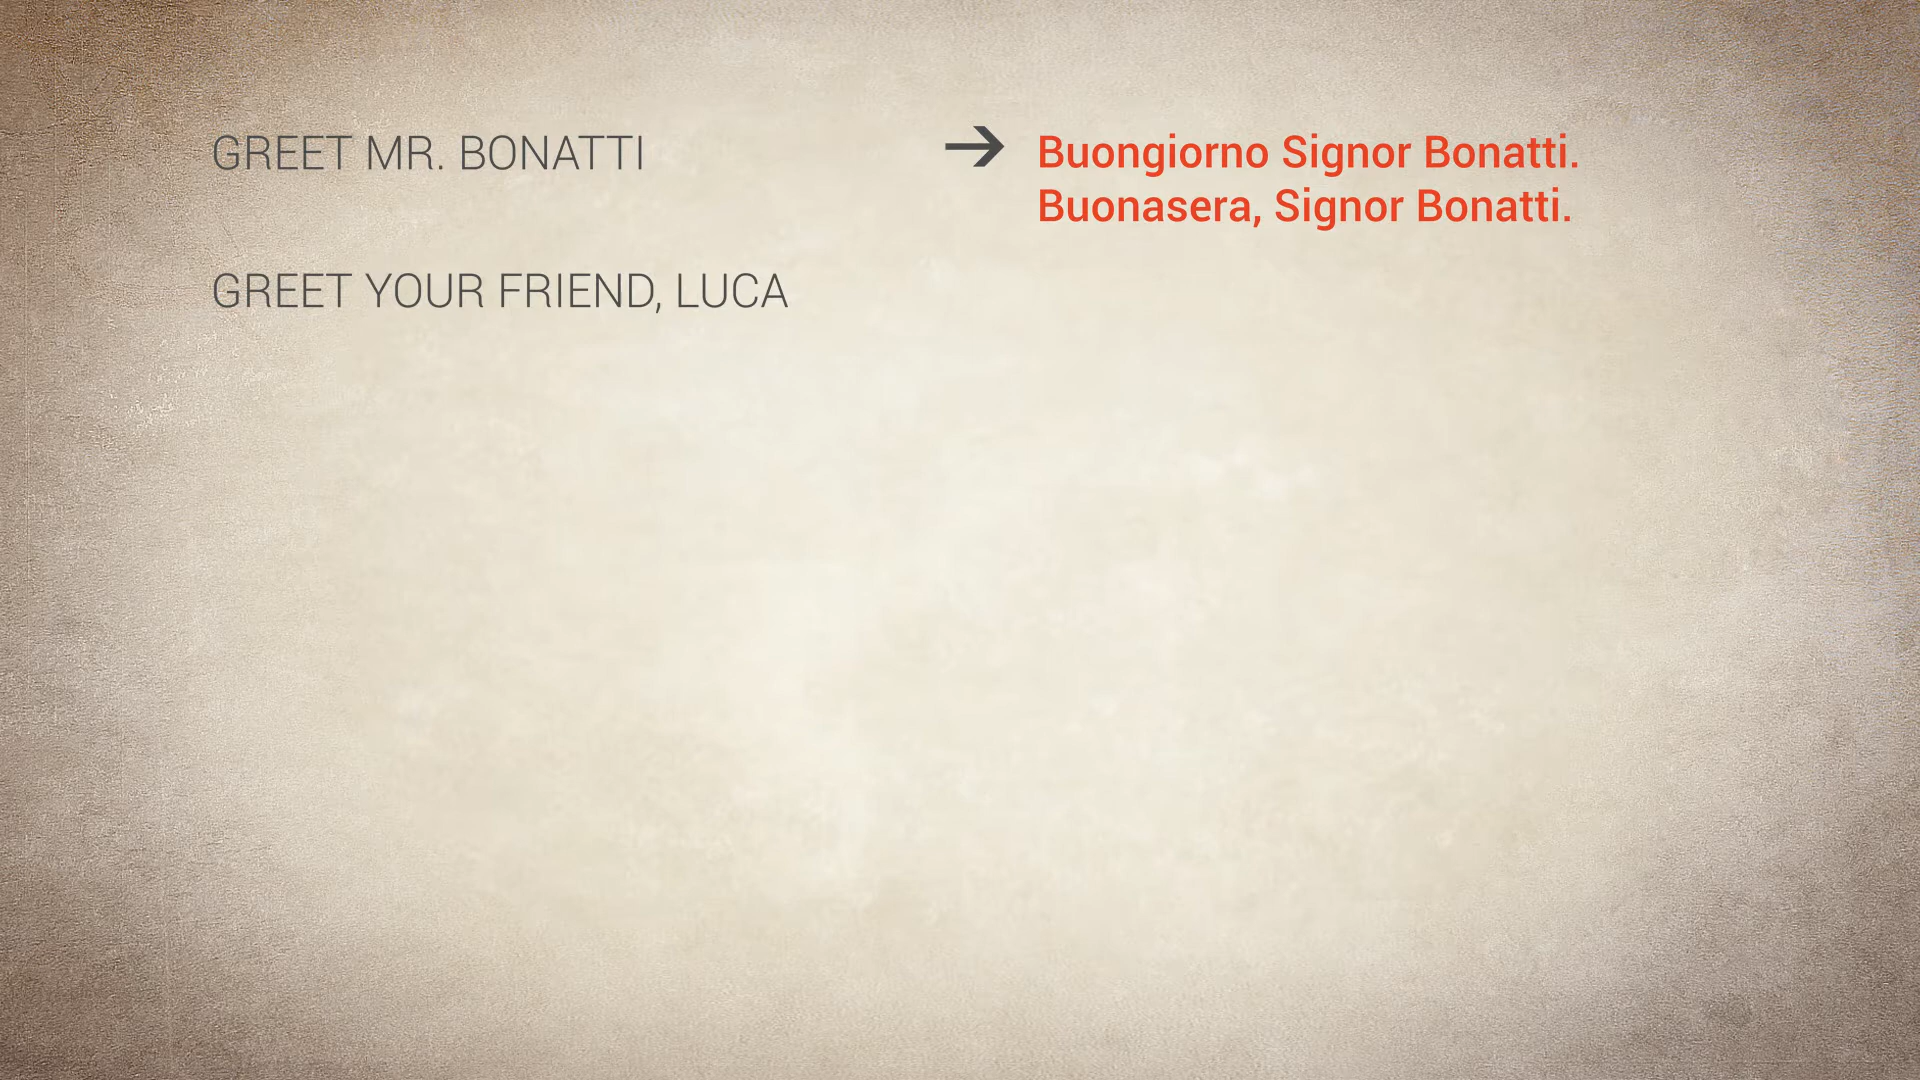 GREET MR. BONATTI → Buongiorno Signor Bonatti.
Buonasera, Signor Bonatti.
GREET YOUR FRIEND, LUCA